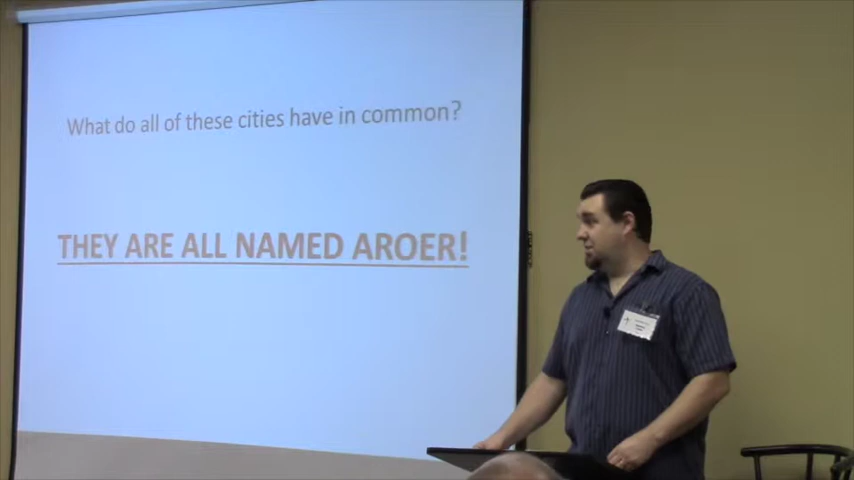 What do all of these cities have in common?
THEY ARE ALL NAMED AROER!